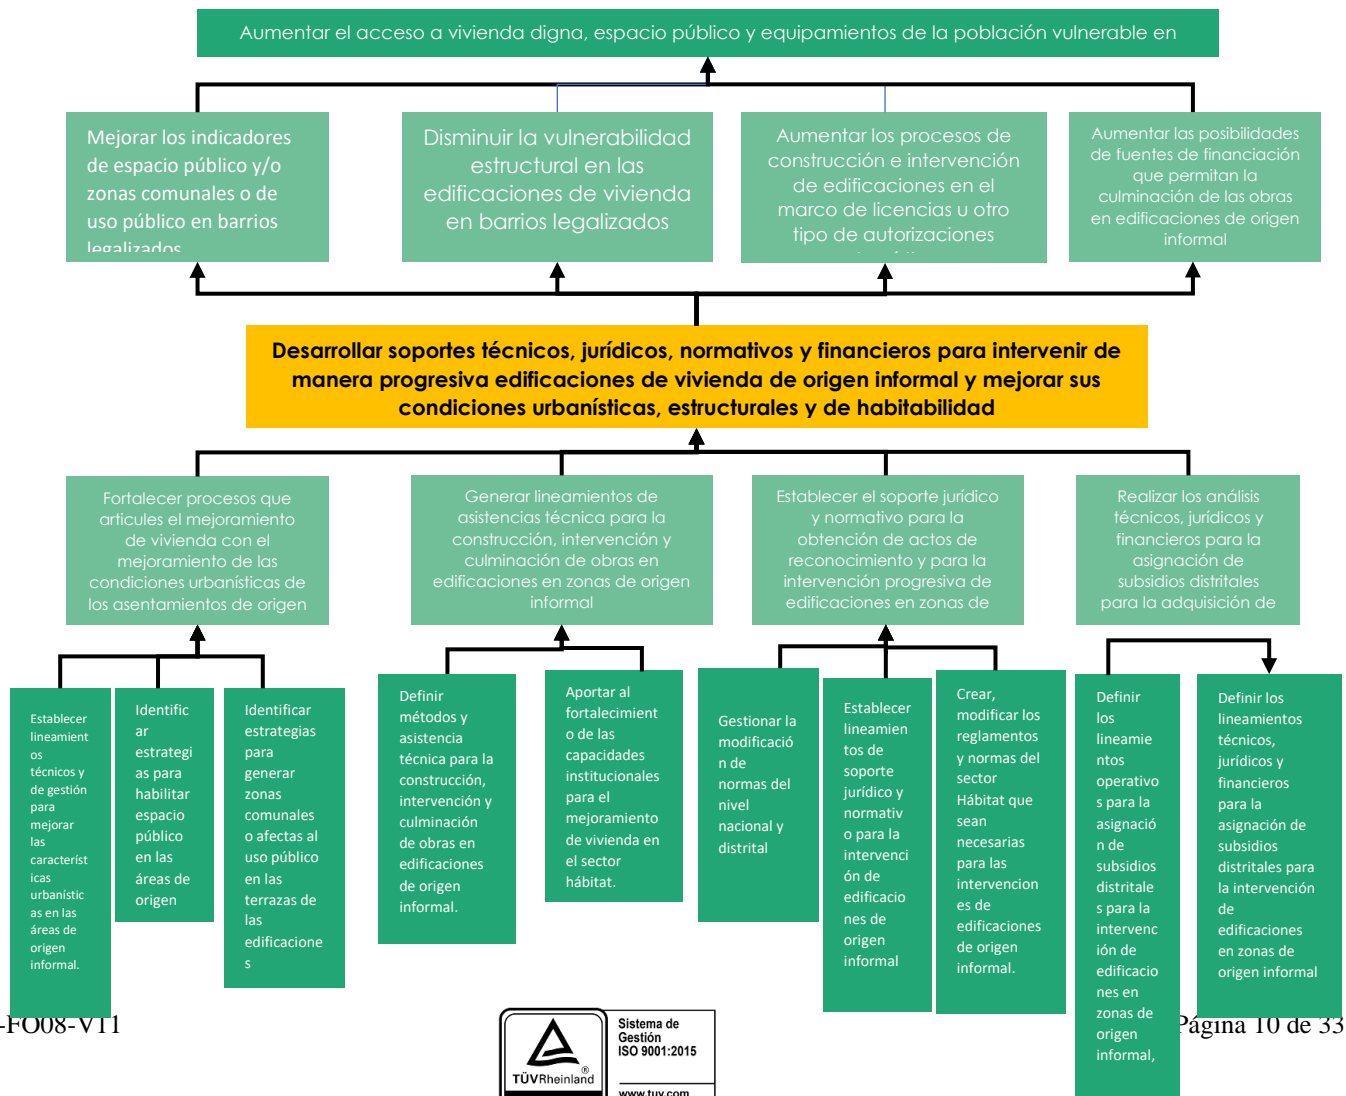 Aumentar el acceso a vivienda digna, espacio público y equipamientos de la población vulnerable en
Mejorar los indicadores
de espacio público y/o
zonas comunales o de
uso público en barrios
legalizados
Disminuir la vulnerabilidad
estructural en las
edificaciones de vivienda
en barrios legalizados
Aumentar los procesos de
construcción e intervención
de edificaciones en el
marco de licencias u otro
tipo de autorizaciones
Aumentar las posibilidades
de fuentes de financiación
que permitan la
culminación de las obras
en edificaciones de origen
informal
Desarrollar soportes técnicos, jurídicos, normativos y financieros para intervenir de
manera progresiva edificaciones de vivienda de origen informal y mejorar sus
condiciones urbanísticas, estructurales y de habitabilidad
Fortalecer procesos que
articules el mejoramiento
de vivienda con el
mejoramiento de las
condiciones urbanísticas de
los asentamientos de origen
Generar lineamientos de
asistencias técnica para la
construcción, intervención y
culminación de obras en
edificaciones en zonas de origen
informal
Establecer el soporte jurídico
y normativo para la
obtención de actos de
reconocimiento y para la
intervención progresiva de
edificaciones en zonas de
Realizar los análisis
técnicos, jurídicos y
financieros para la
asignación de
subsidios distritales
para la adquisición de
Establecer
lineamient
os
técnicos y
de gestión
para
mejorar
las
característ
icas
urbanístic
as en las
áreas de
origen
informal.
Identific
ar
estrategi
as para
habilitar
espacio
público
en las
áreas de
origen
Identificar
estrategias
para
generar
zonas
comunales
o afectas al
uso público
en las
terrazas de
las
edificacione
s
Definir
métodos y
asistencia
técnica para la
construcción,
intervención y
culminación
de obras en
edificaciones
de origen
informal.
Aportar al
fortalecimient
o de las
capacidades
institucionales
para el
mejoramiento
de vivienda en
el sector
hábitat.
Gestionar la
modificació
n de
normas del
nivel
nacional y
distrital
Establecer
lineamien
tos de
soporte
jurídico y
normativ
o para la
intervenci
ón de
edificacio
nes de
origen
informal
Crear,
modificar los
reglamentos
y normas del
sector
Hábitat que
sean
necesarias
para las
intervencion
es de
edificaciones
de origen
informal.
Definir
los
lineamie
ntos
operativo
s para la
asignació
n de
subsidios
distritale
s para la
intervenc
ión de
edificacio
nes en
zonas de
origen
informal,
Definir los
lineamientos
técnicos,
jurídicos y
financieros
para la
asignación de
subsidios
distritales para
la intervención
de
edificaciones
en zonas de
origen informal
-FO08-V11
Página 10 de 33
TÜVRheinland®
Sistema de
Gestión
ISO 9001:2015
www.tuv.com